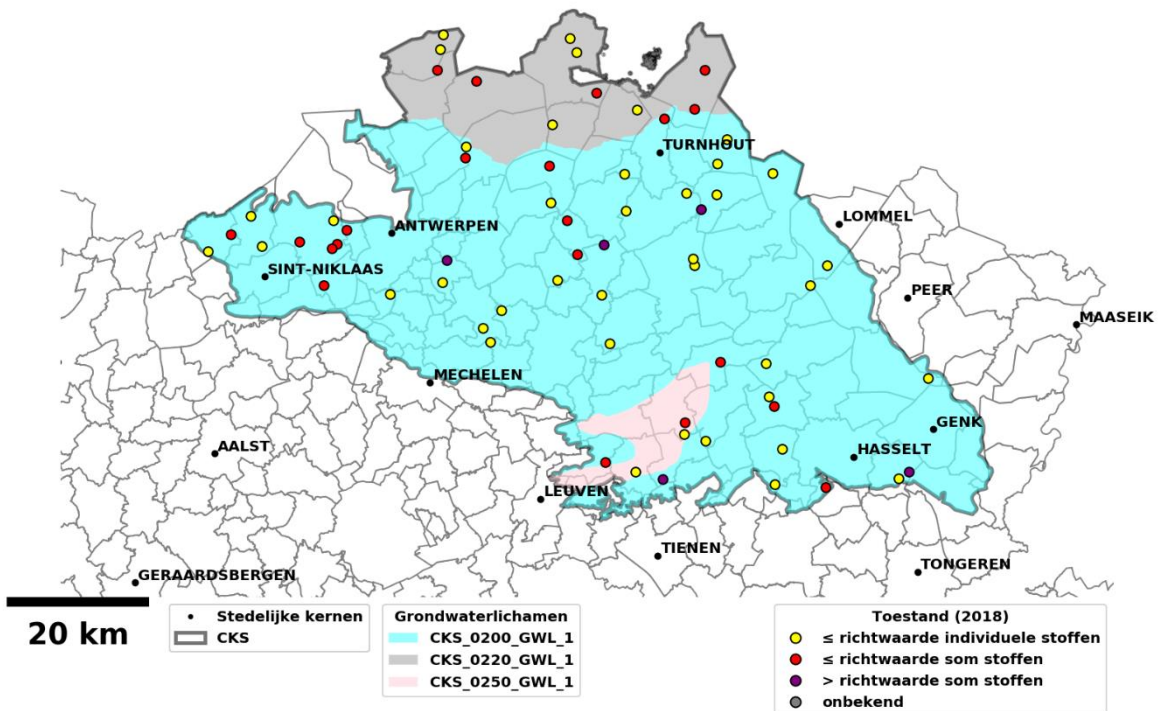 TURNHOUT
LOMMEL
ANTWERPEN
SINT-NIKLAAS
PEER
MAASEIK
MECHELEN
GENK
AALST
HASSELT
LEUVEN
TIENEN
TONGEREN
GERAARDSBERGEN
20 km
Stedelijke kernen
CKS
Grondwaterlichamen
CKS_0200_GWL_1
CKS_0220_GWL_1
CKS_0250_GWL_1
Toestand (2018)
≤ richtwaarde individuele stoffen
≤ richtwaarde som stoffen
> richtwaarde som stoffen
onbekend